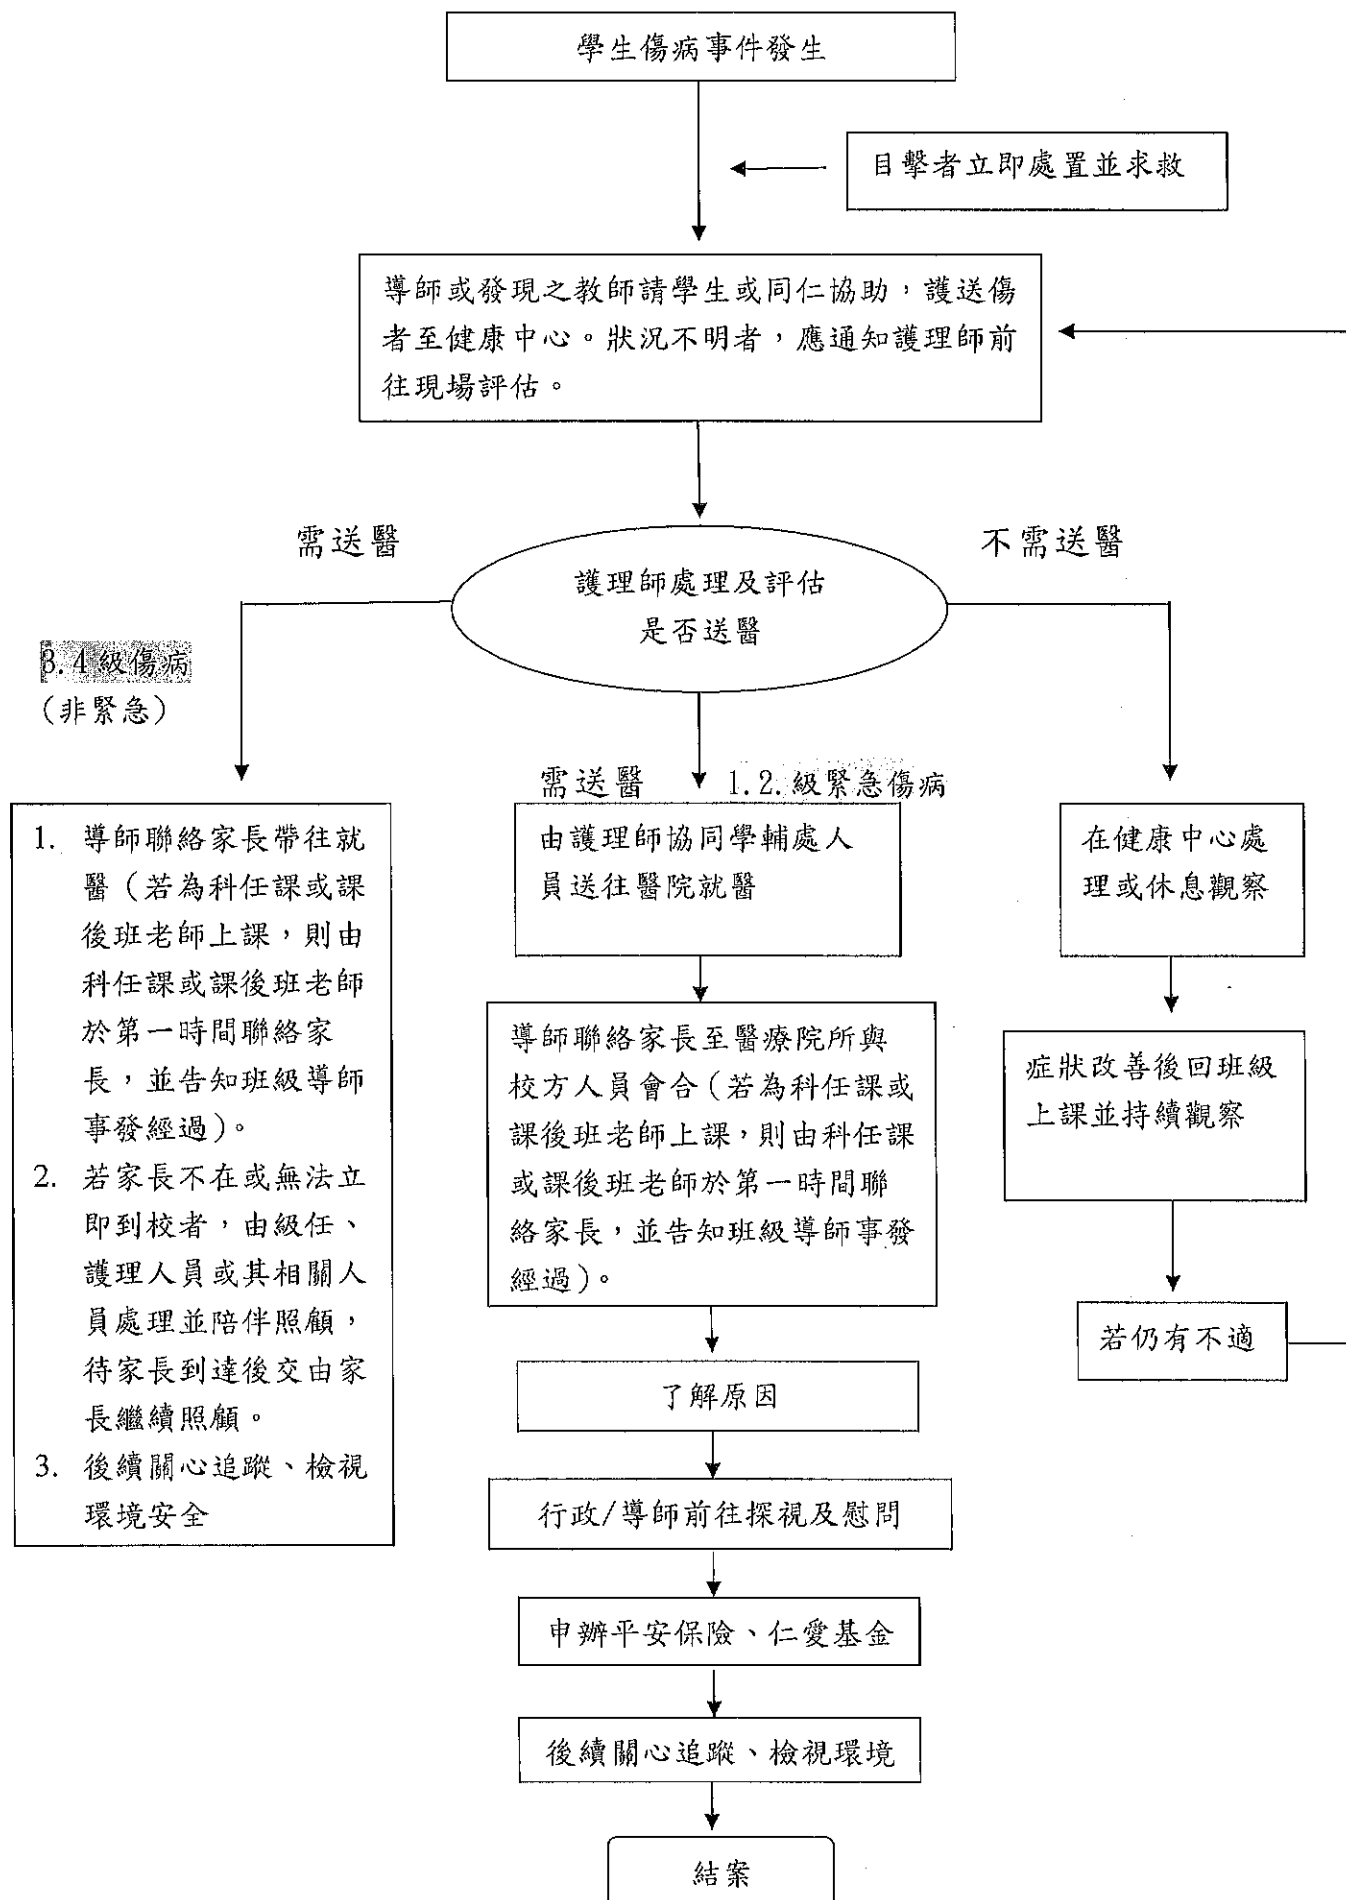 學生傷病事件發生
目擊者立即處置並求救
導師或發現之教師請學生或同仁協助，護送傷
者至健康中心。狀況不明者，應通知護理師前
往現場評估。
需送醫
不需送醫
護理師處理及評估
是否送醫
3.4級傷病
(非緊急)
需送醫 1.2.級緊急傷病
1. 導師聯絡家長帶往就
醫(若為科任課或課
後班老師上課，則由
科任課或課後班老師
於第一時間聯絡家
長，並告知班級導師
事發經過)。
2. 若家長不在或無法立
即到校者，由級任、
護理人員或其相關人
員處理並陪伴照顧，
待家長到達後交由家
長繼續照顧。
3. 後續關心追蹤、檢視
環境安全
由護理師協同學輔處人
員送往醫院就醫
導師聯絡家長至醫療院所與
校方人員會合(若為科任課或
課後班老師上課，則由科任課
或課後班老師於第一時間聯
絡家長，並告知班級導師事發
經過)。
了解原因
行政/導師前往探視及慰問
申辦平安保險、仁愛基金
後續關心追蹤、檢視環境
結案
在健康中心處
理或休息觀察
症狀改善後回班級
上課並持續觀察
若仍有不適